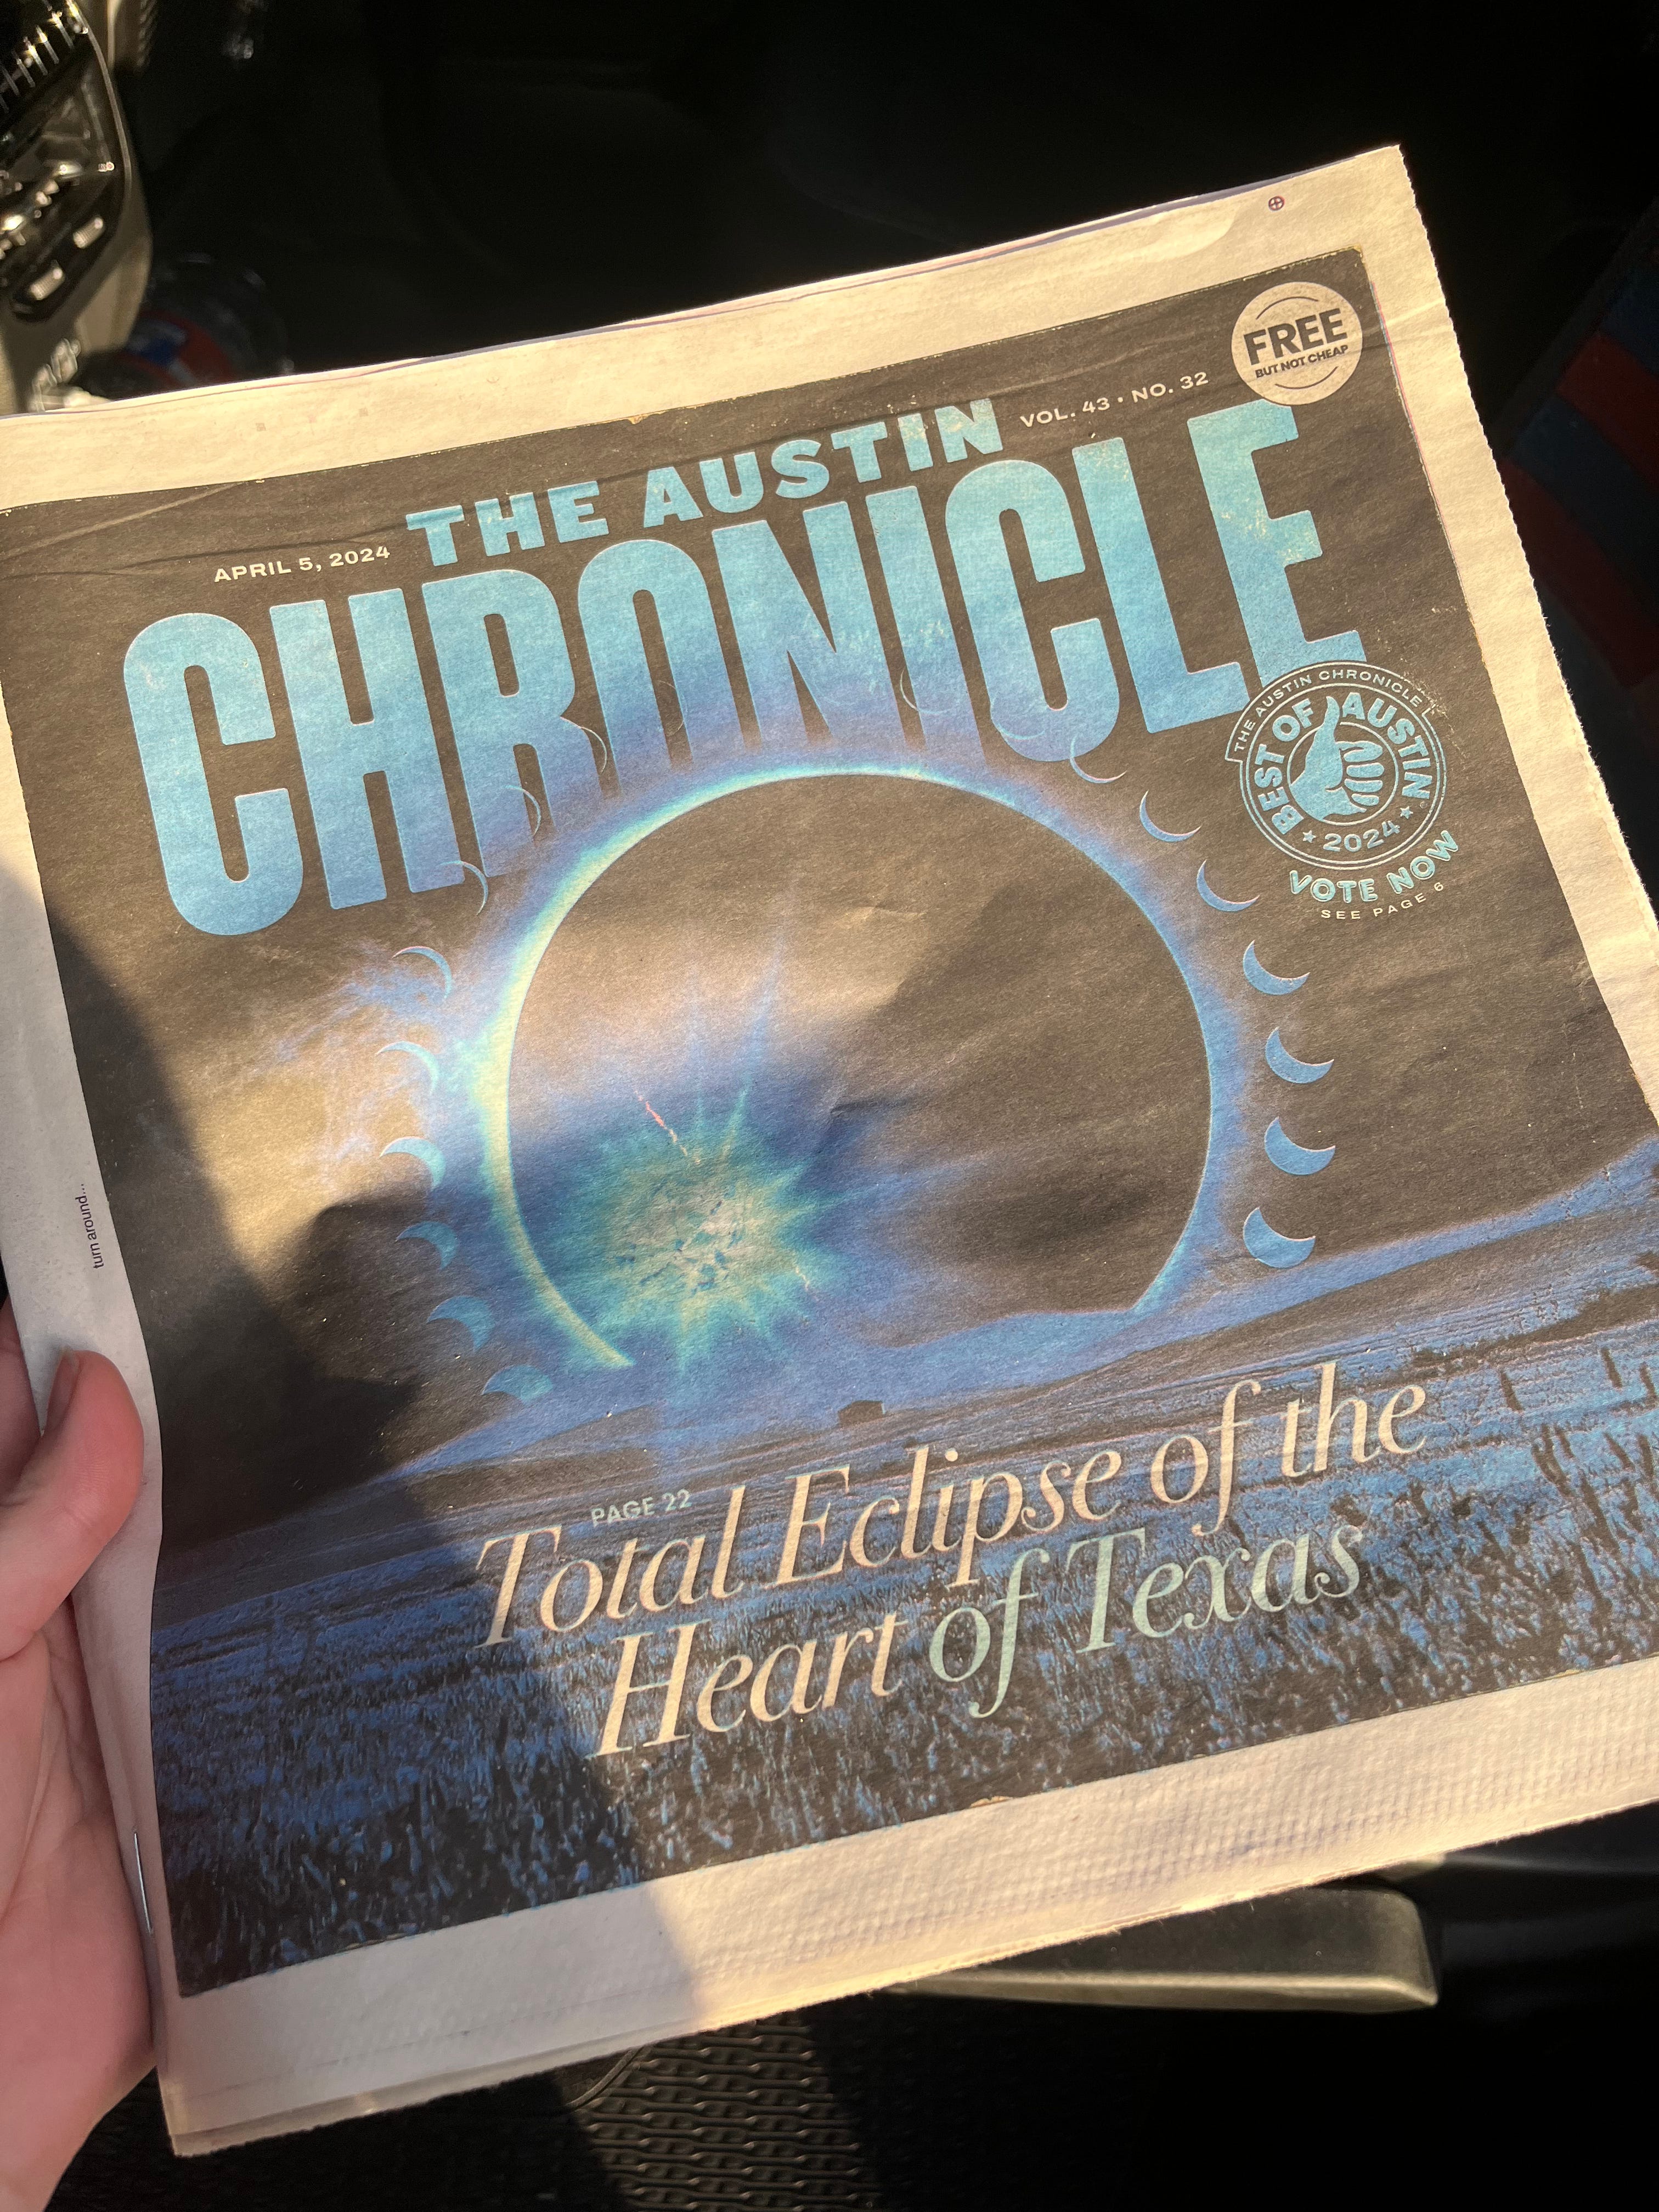 FREE
BUT NOT CHEAP
VOL. 43 • NO. 32
APRIL 5, 2024
THE AUSTIN
CHRONICLE
THE AUSTIN CHRONICLE
BEST OF AUSTIN
★ 2024 ★
VOTE NOW
SEE PAGE 6
turn around...
PAGE 22
Total Eclipse of the
Heart of Texas